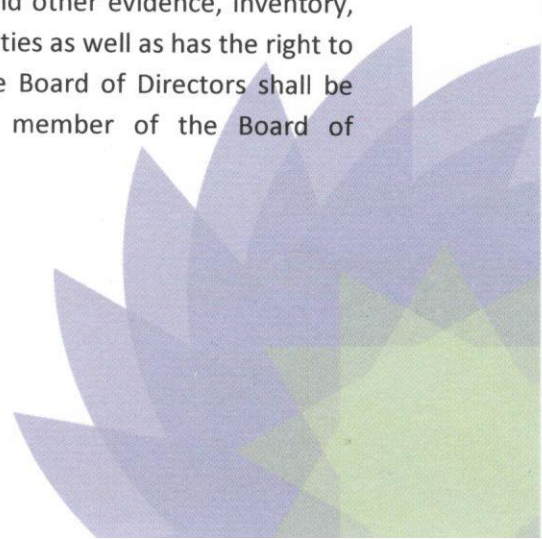 nd other evidence, inventory,
ties as well as has the right to
e Board of Directors shall be
member of the Board of